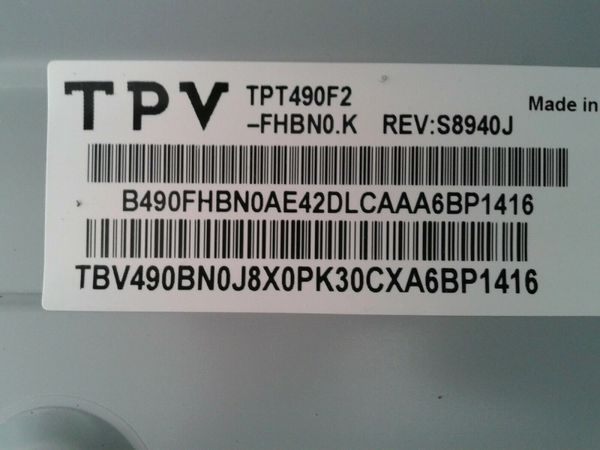 TPV TPT490F2
-FHBN0.K REV:S8940J Made in
B490FHBN0AE42DLCAAA6BP1416
TBV490BN0J8X0PK30CXA6BP1416